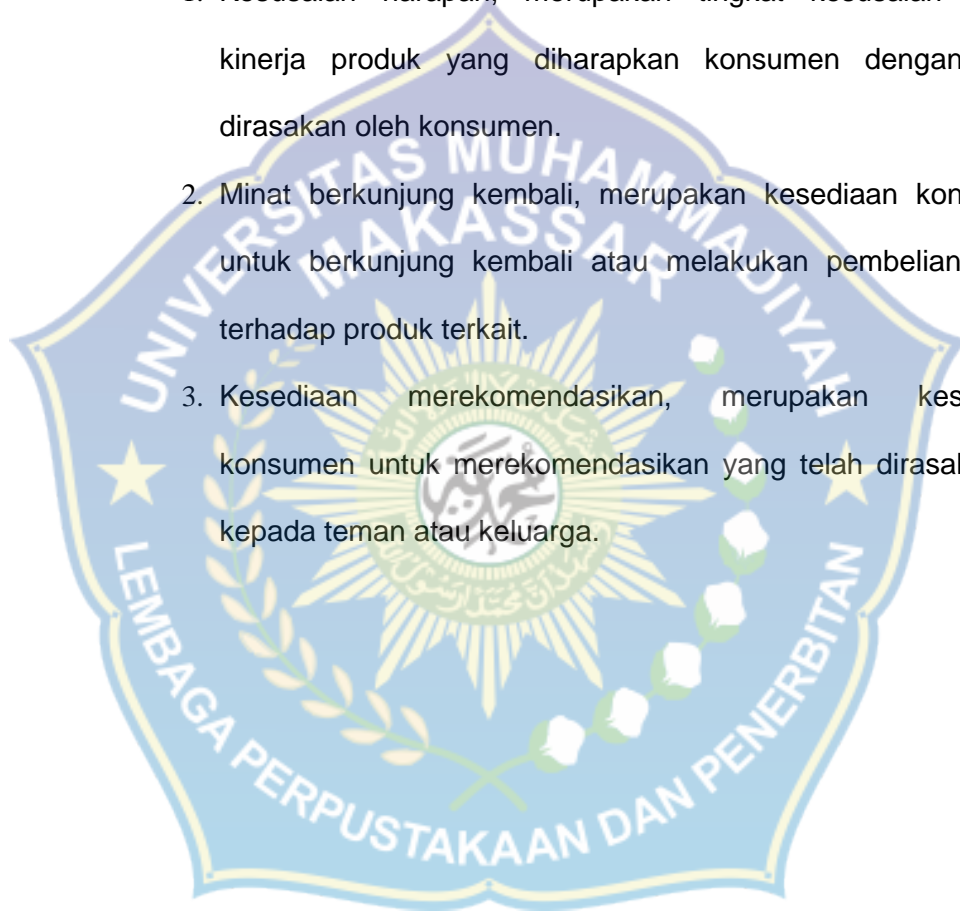 kinerja produk yang diharapkan konsumen dengan
dirasakan oleh konsumen.
2. Minat berkunjung kembali, merupakan kesediaan kon
untuk berkunjung kembali atau melakukan pembelian
terhadap produk terkait.
3. Kesediaan merekomendasikan, merupakan kes
konsumen untuk merekomendasikan yang telah dirasa
kepada teman atau keluarga.
UNIVERSITAS MUHAMMADIYAH
MAKASSAR
LEMBAGA PERPUSTAKAAN DAN PENERBITAN